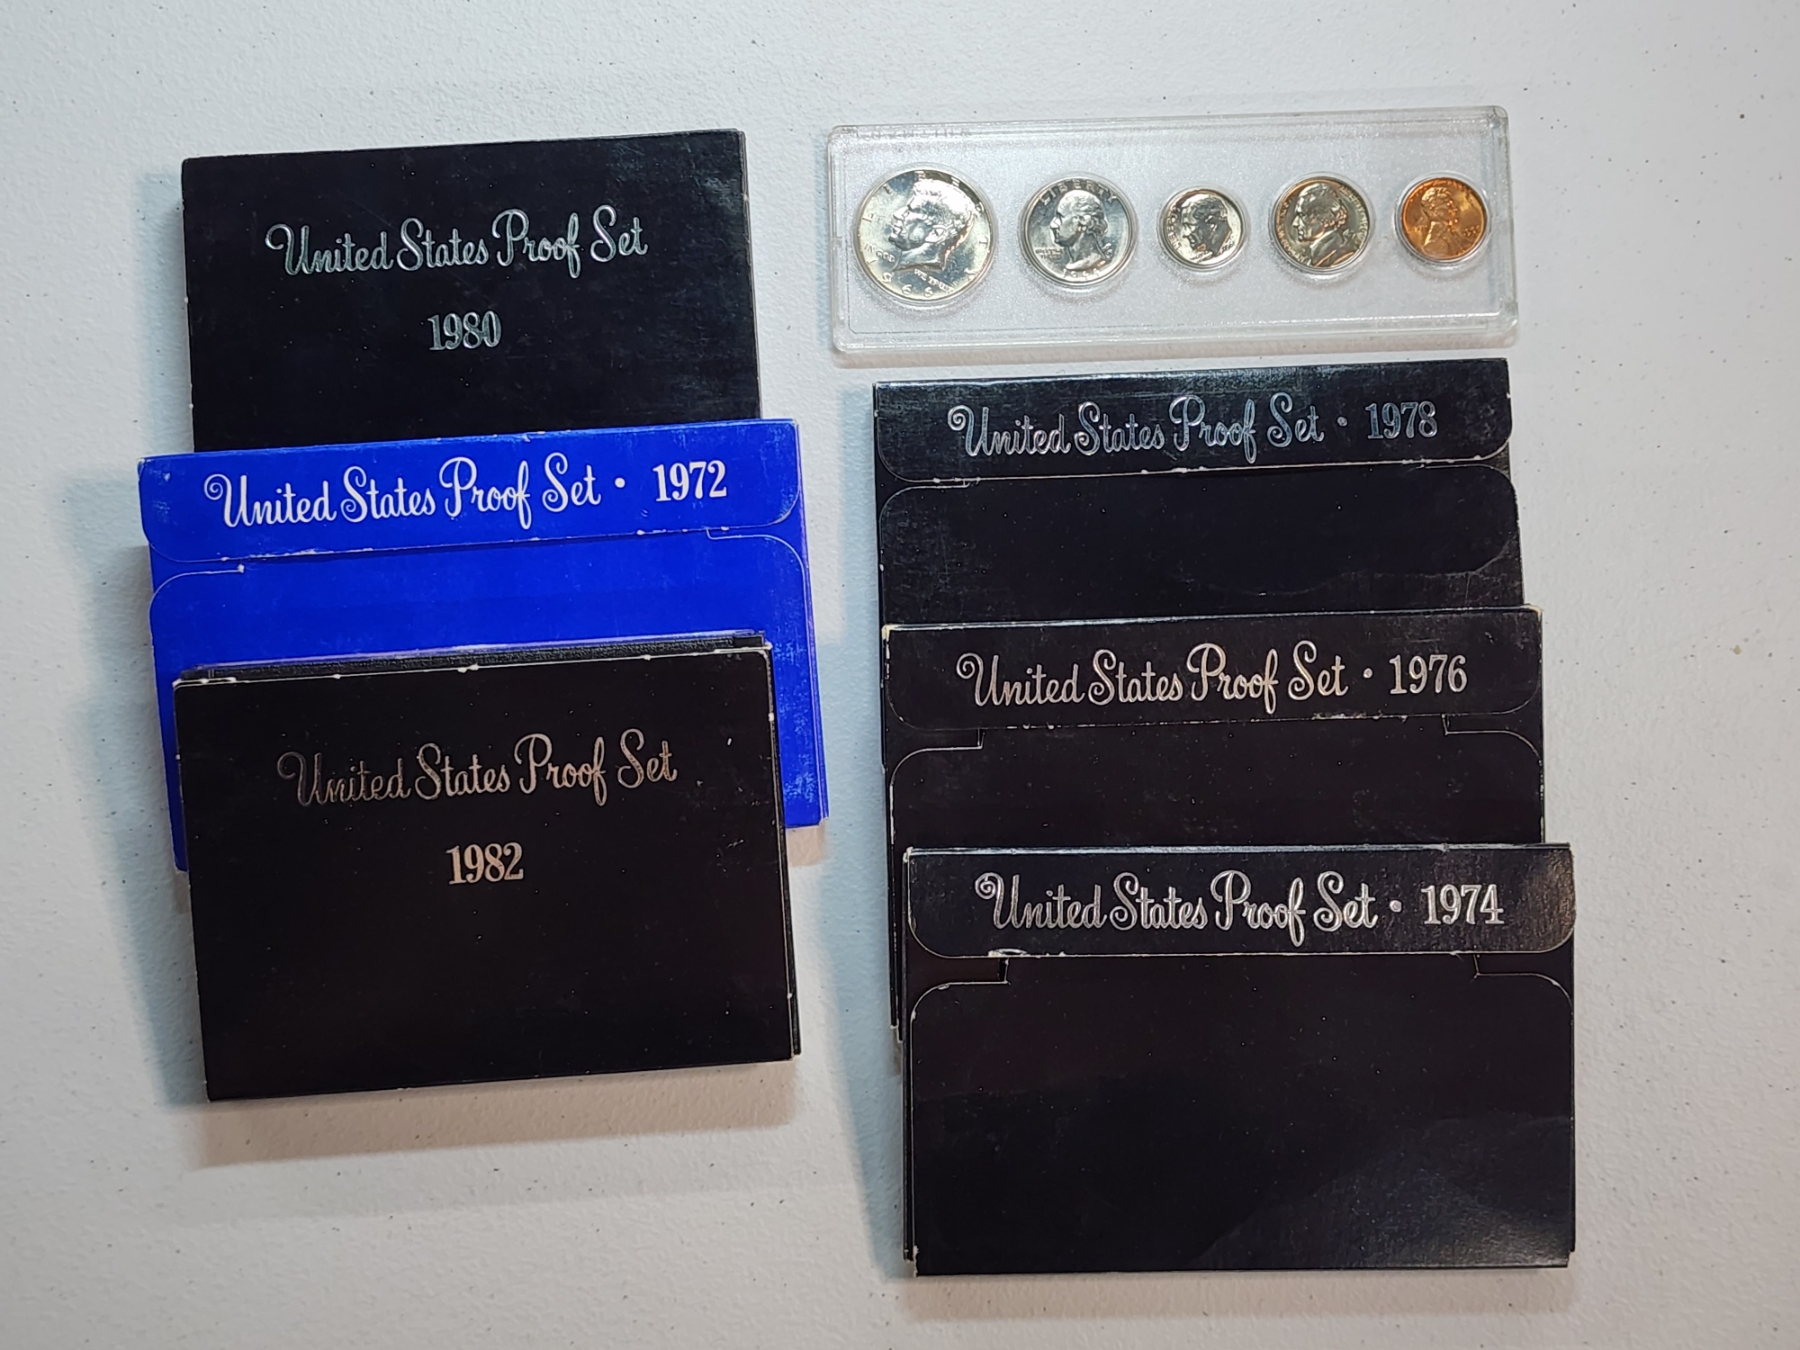 United States Proof Set
1980
United States Proof Set • 1972
United States Proof Set
1982
LIBERTY
United States Proof Set • 1978
United States Proof Set • 1976
United States Proof Set • 1974